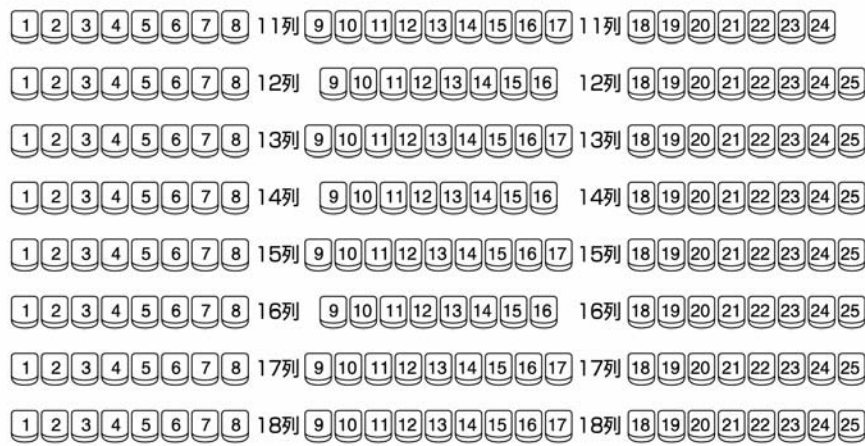 1 2 3 4 5 6 7 8 11列 9 10 11 12 13 14 15 16 17 11列 18 19 20 21 22 23 24
1 2 3 4 5 6 7 8 12列 9 10 11 12 13 14 15 16 12列 18 19 20 21 22 23 24 25
1 2 3 4 5 6 7 8 13列 9 10 11 12 13 14 15 16 17 13列 18 19 20 21 22 23 24 25
1 2 3 4 5 6 7 8 14列 9 10 11 12 13 14 15 16 14列 18 19 20 21 22 23 24 25
1 2 3 4 5 6 7 8 15列 9 10 11 12 13 14 15 16 17 15列 18 19 20 21 22 23 24 25
1 2 3 4 5 6 7 8 16列 9 10 11 12 13 14 15 16 16列 18 19 20 21 22 23 24 25
1 2 3 4 5 6 7 8 17列 9 10 11 12 13 14 15 16 17 17列 18 19 20 21 22 23 24 25
1 2 3 4 5 6 7 8 18列 9 10 11 12 13 14 15 16 17 18列 18 19 20 21 22 23 24 25